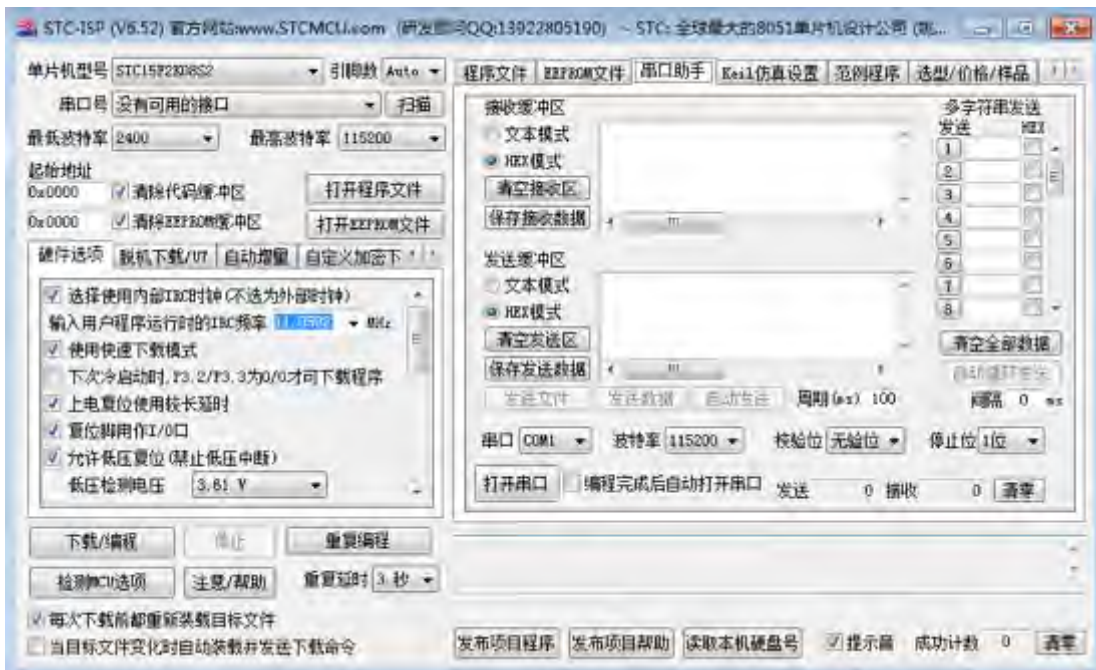 STC-ISP (V6.52) 官方网站:www.STCMCU.com (研发顾问QQ:13922805190) - STC: 全球最大的8051单片机设计公司
单片机型号 STC15F2K08S2 引脚数 Auto
串口号 没有可用的接口 扫描
最低波特率 2400 最高波特率 115200
起始地址
0x0000 清除代码缓冲区 打开程序文件
0x0000 清除EEPROM缓冲区 打开EEPROM文件
硬件选项 脱机下载/U7 自动增量 自定义加密下
选择使用内部IRC时钟(不选为外部时钟)
输入用户程序运行时的IRC频率 11.0592 MHz
使用快速下载模式
下次冷启动时,P3.2/P3.3为0/0才可下载程序
上电复位使用较长延时
复位脚用作I/O口
允许低压复位(禁止低压中断)
低压检测电压 3.61 V
下载/编程 停止 重复编程
检测MCU选项 注意/帮助 重复延时 3 秒
每次下载前都重新装载目标文件
当目标文件变化时自动装载并发送下载命令
程序文件 EEPROM文件 串口助手 Keil仿真设置 范例程序 选型/价格/样品
接收缓冲区
文本模式
HEX模式
清空接收区
保存接收数据
发送缓冲区
文本模式
HEX模式
清空发送区
保存发送数据
多字符串发送
发送 HEX
1
2
3
4
5
6
7
8
清空全部数据
自动循环发送
发送文件 发送数据 自动发送 周期(ms) 100 间隔 0 ms
串口 COM1 波特率 115200 校验位 无验位 停止位 1位
打开串口 编程完成后自动打开串口 发送 0 接收 0 清零
发布项目程序 发布项目帮助 读取本机硬盘号 提示音 成功计数 0 清零